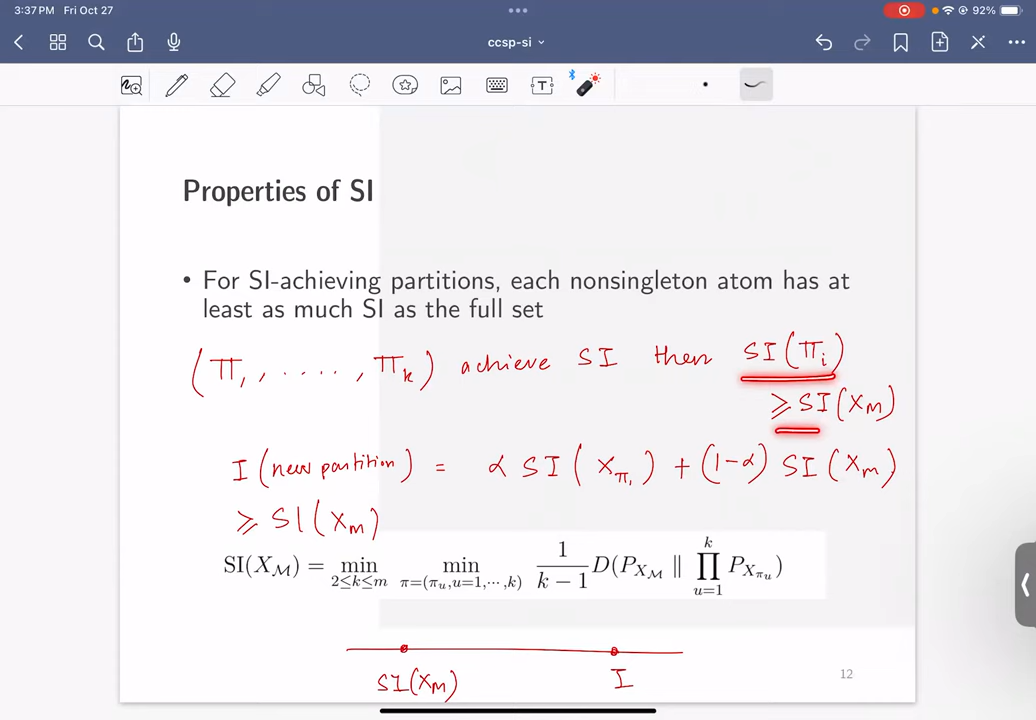 3:37 PM Fri Oct 27
92%
ccsp-si
Properties of SI
• For SI-achieving partitions, each nonsingleton atom has at
least as much SI as the full set
(π₁, ...., π_k) achieve SI then SI(π_i)
≥ SI(X_M)
I(new partition) = α SI(X_π₁) + (1-α) SI(X_M)
≥ SI(X_M)
SI(X_ℳ) = min_{2≤k≤m} min_{π=(π_u,u=1,⋯,k)} 1/(k−1) D(P_{X_ℳ} ∥ ∏_{u=1}^{k} P_{X_{π_u}})
SI(X_M) I
12